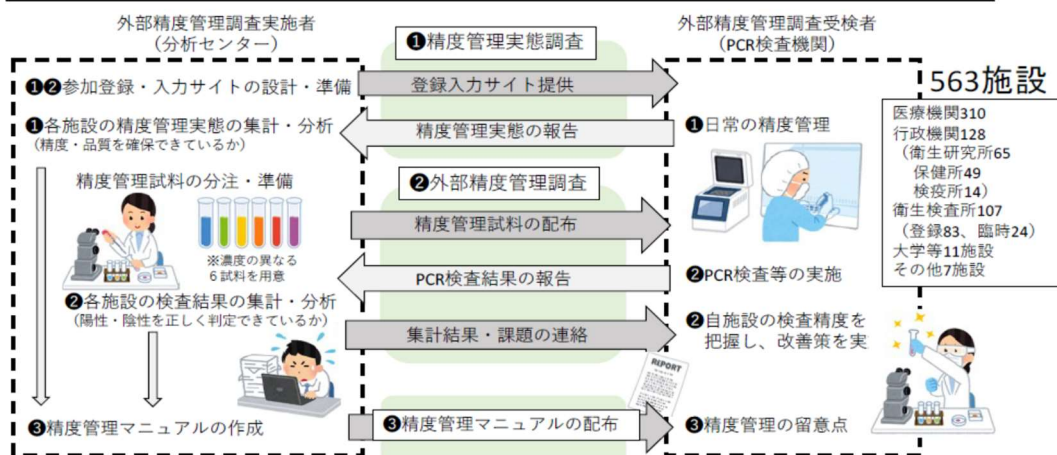 外部精度管理調査実施者
（分析センター）
外部精度管理調査受検者
（PCR検査機関）
❶精度管理実態調査
❶❷参加登録・入力サイトの設計・準備
登録入力サイト提供
563施設
❶各施設の精度管理実態の集計・分析
（精度・品質を確保できているか）
精度管理実態の報告
❶日常の精度管理
医療機関310
行政機関128
（衛生研究所65
保健所49
検疫所14）
衛生検査所107
（登録83、臨時24）
大学等11施設
その他7施設
精度管理試料の分注・準備
❷外部精度管理調査
精度管理試料の配布
※濃度の異なる
６試料を用意
PCR検査結果の報告
❷PCR検査等の実施
❷各施設の検査結果の集計・分析
（陽性・陰性を正しく判定できているか）
集計結果・課題の連絡
❷自施設の検査精度を
把握し、改善策を実
REPORT
❸精度管理マニュアルの作成
❸精度管理マニュアルの配布
❸精度管理の留意点